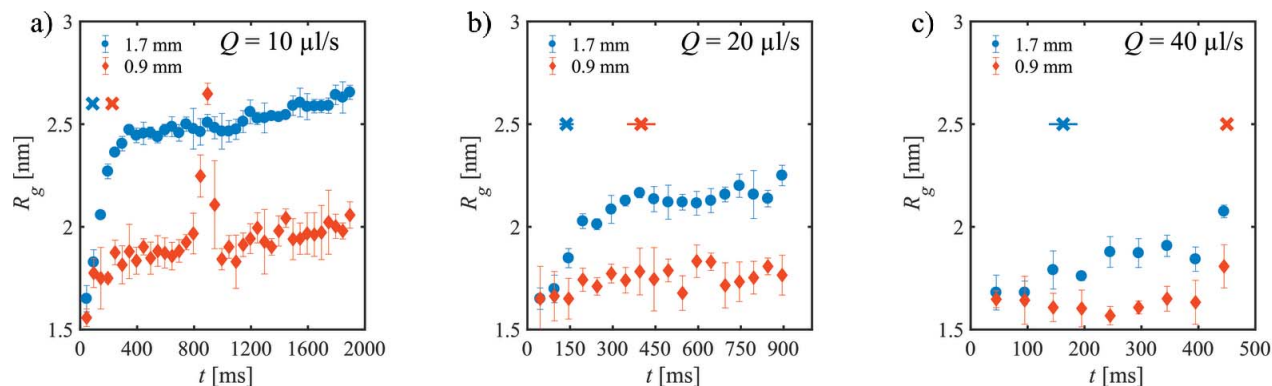 a)
3
2.5
2
1.5
R_g [nm]
1.7 mm
0.9 mm
Q = 10 µl/s
0 400 800 1200 1600 2000
t [ms]
b)
3
2.5
2
1.5
R_g [nm]
1.7 mm
0.9 mm
Q = 20 µl/s
0 150 300 450 600 750 900
t [ms]
c)
3
2.5
2
1.5
R_g [nm]
1.7 mm
0.9 mm
Q = 40 µl/s
0 100 200 300 400 500
t [ms]